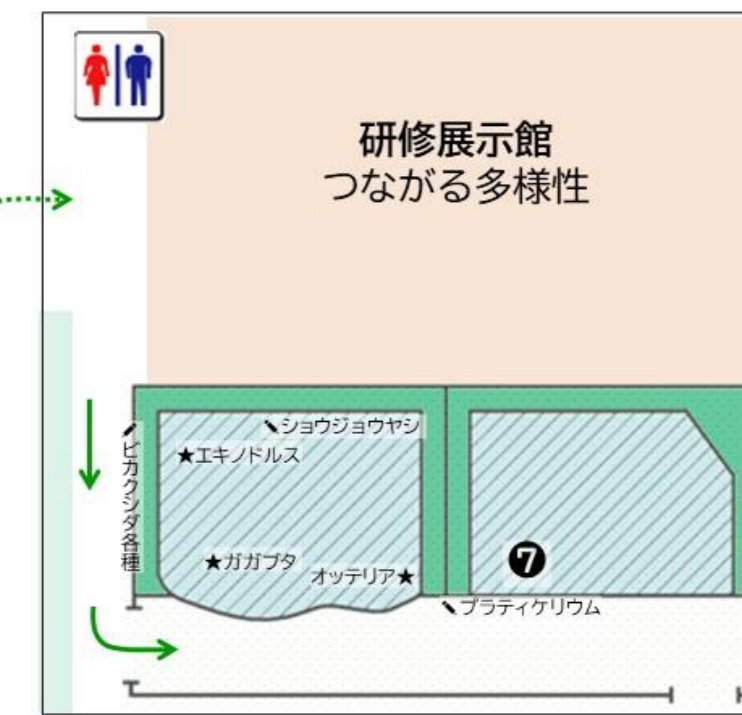 研修展示館
つながる多様性
ショウジョウヤシ
★エキノドルス
ビカクシダ各種
★ガガブタ
オッテリア★
❼
プラティケリウム